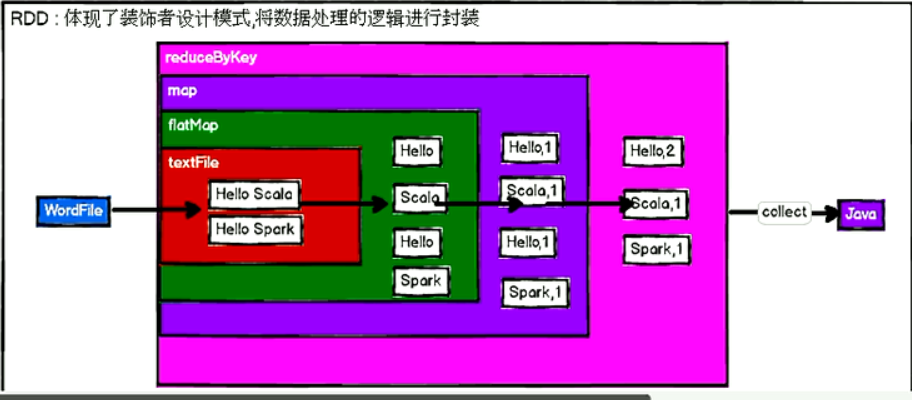 RDD : 体现了装饰者设计模式,将数据处理的逻辑进行封装
reduceByKey
map
flatMap
textFile
WordFile
Hello Scala
Hello Spark
Hello
Scala
Hello
Spark
Hello,1
Scala,1
Hello,1
Spark,1
Hello,2
Scala,1
Spark,1
collect
Java